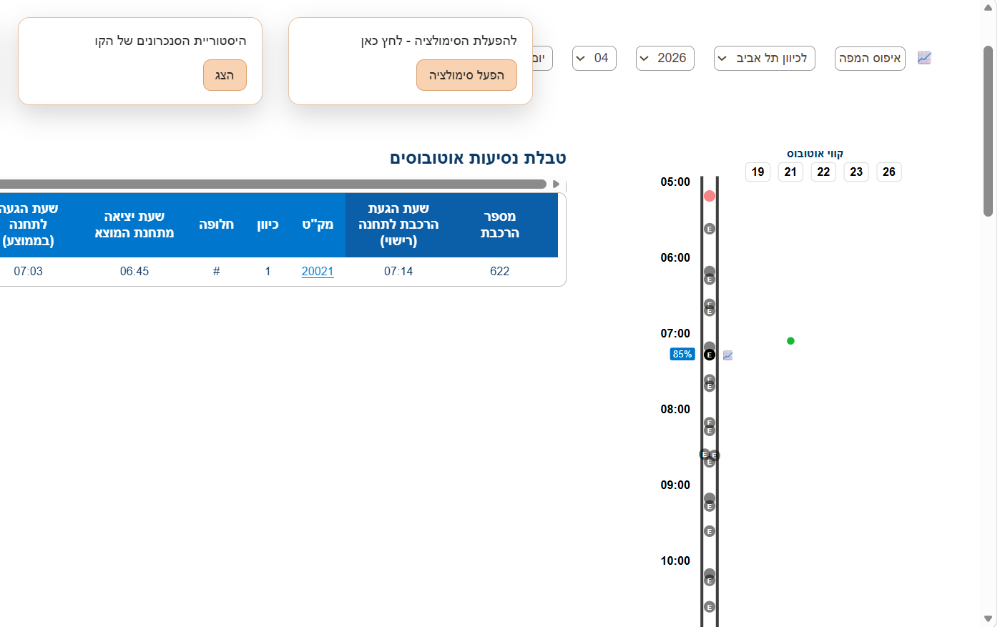 איפוס המפה
לכיוון תל אביב
2026
04
יום
להפעלת הסימולציה - לחץ כאן
הפעל סימולציה
היסטוריית הסנכרונים של הקו
הצג
קווי אוטובוס
19 21 22 23 26
05:00
E
06:00
E
E
E
07:00
85%
E
E
E
08:00
E
E
E E
E
09:00
E
E
10:00
E
E
טבלת נסיעות אוטובוסים
מספר הרכבת
שעת הגעת הרכבת לתחנה (רישוי)
מק"ט
כיוון
חלופה
שעת יציאה מתחנת המוצא
שעת הגעה לתחנה (בממוצע)
622
07:14
20021
1
#
06:45
07:03